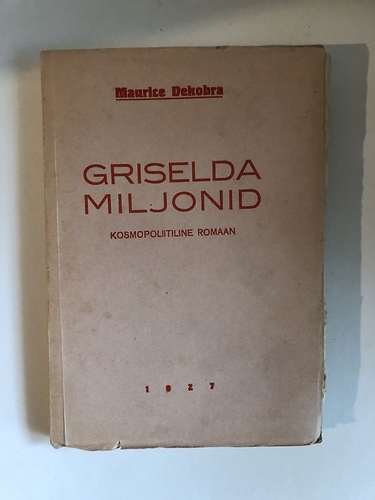 Maurice Dekobra
GRISELDA
MILJONID
KOSMOPOLIITILINE ROMAAN
1927